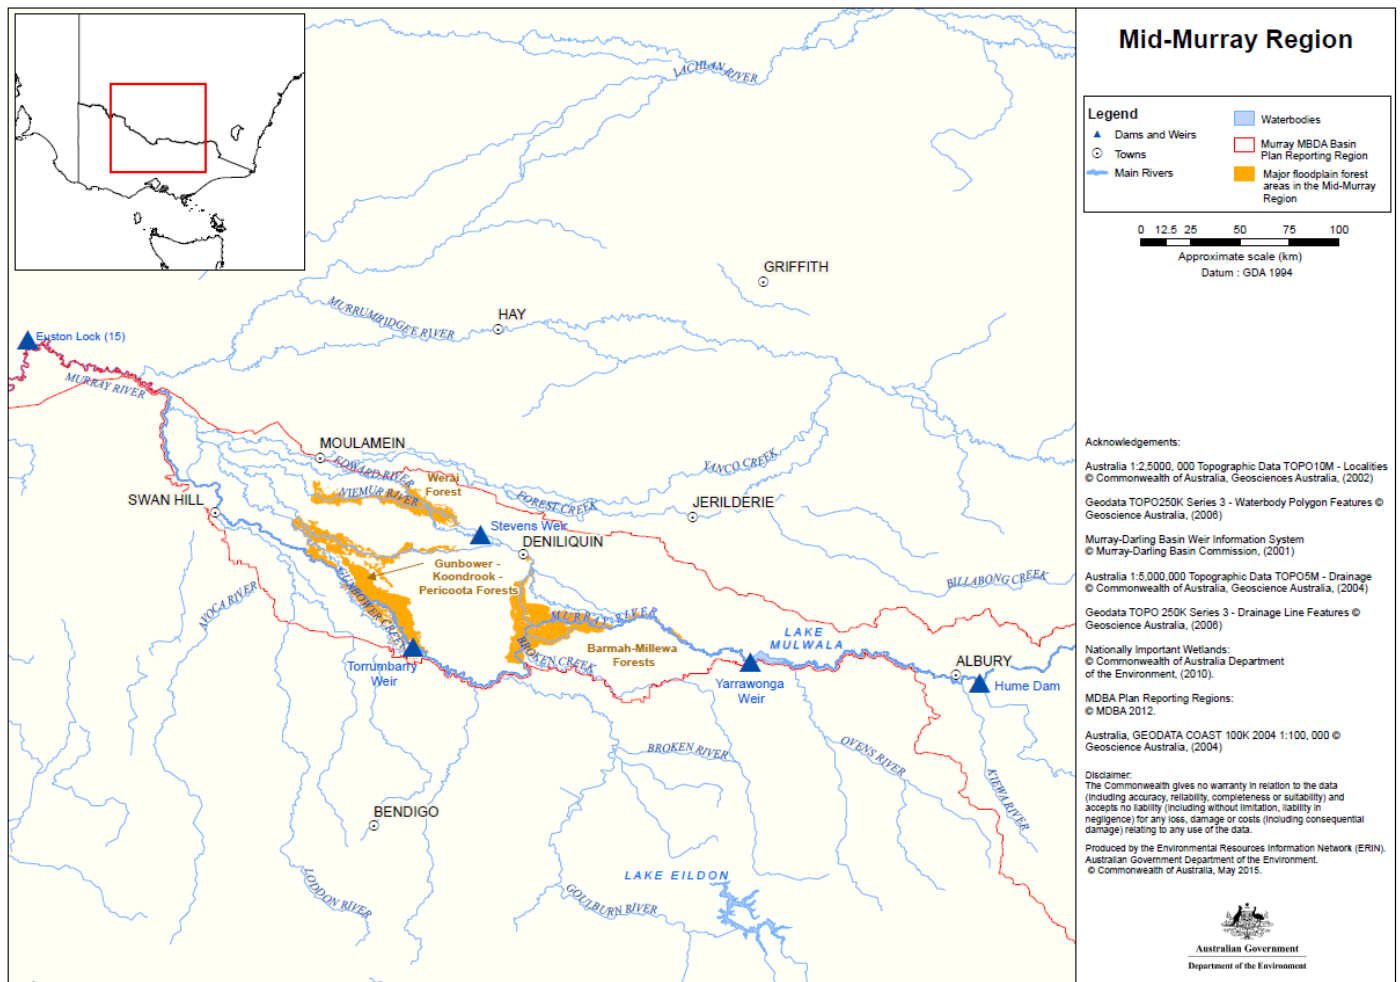 Mid-Murray Region
Legend
Dams and Weirs
Towns
Main Rivers
Waterbodies
Murray MBDA Basin
Plan Reporting Region
Major floodplain forest
areas in the Mid-Murray
Region
0 12.5 25 50 75 100
Approximate scale (km)
Datum : GDA 1994
LACHLAN RIVER
GRIFFITH
MURRUMBIDGEE RIVER
HAY
Euston Lock (15)
MURRAY RIVER
MOULAMEIN
EDWARD RIVER
YANCO CREEK
Werai
Forest
NIEMUR RIVER
FOREST CREEK
SWAN HILL
JERILDERIE
Stevens Weir
DENILIQUIN
Gunbower -
Koondrook -
Pericoota Forests
BILLABONG CREEK
AVOCA RIVER
GUNBOWER CREEK
MURRAY RIVER
LAKE
MULWALA
BROKEN CREEK
Barmah-Millewa
Forests
Torrumbarry
Weir
Yarrawonga
Weir
ALBURY
Hume Dam
BROKEN RIVER
OVENS RIVER
KIEWA RIVER
BENDIGO
LODDON RIVER
LAKE EILDON
GOULBURN RIVER
Acknowledgements:
Australia 1:2,5000, 000 Topographic Data TOPO10M - Localities
© Commonwealth of Australia, Geosciences Australia, (2002)
Geodata TOPO250K Series 3 - Waterbody Polygon Features ©
Geoscience Australia, (2006)
Murray-Darling Basin Weir Information System
© Murray-Darling Basin Commission, (2001)
Australia 1:5,000,000 Topographic Data TOPO5M - Drainage
© Commonwealth of Australia, Geoscience Australia, (2004)
Geodata TOPO 250K Series 3 - Drainage Line Features ©
Geoscience Australia, (2006)
Nationally Important Wetlands:
© Commonwealth of Australia Department
of the Environment, (2010).
MDBA Plan Reporting Regions:
© MDBA 2012.
Australia, GEODATA COAST 100K 2004 1:100, 000 ©
Geoscience Australia, (2004)
Disclaimer:
The Commonwealth gives no warranty in relation to the data
(including accuracy, reliability, completeness or suitability) and
accepts no liability (including without limitation, liability in
negligence) for any loss, damage or costs (including consequential
damage) relating to any use of the data.
Produced by the Environmental Resources Information Network (ERIN).
Australian Government Department of the Environment.
© Commonwealth of Australia, May 2015.
Australian Government
Department of the Environment